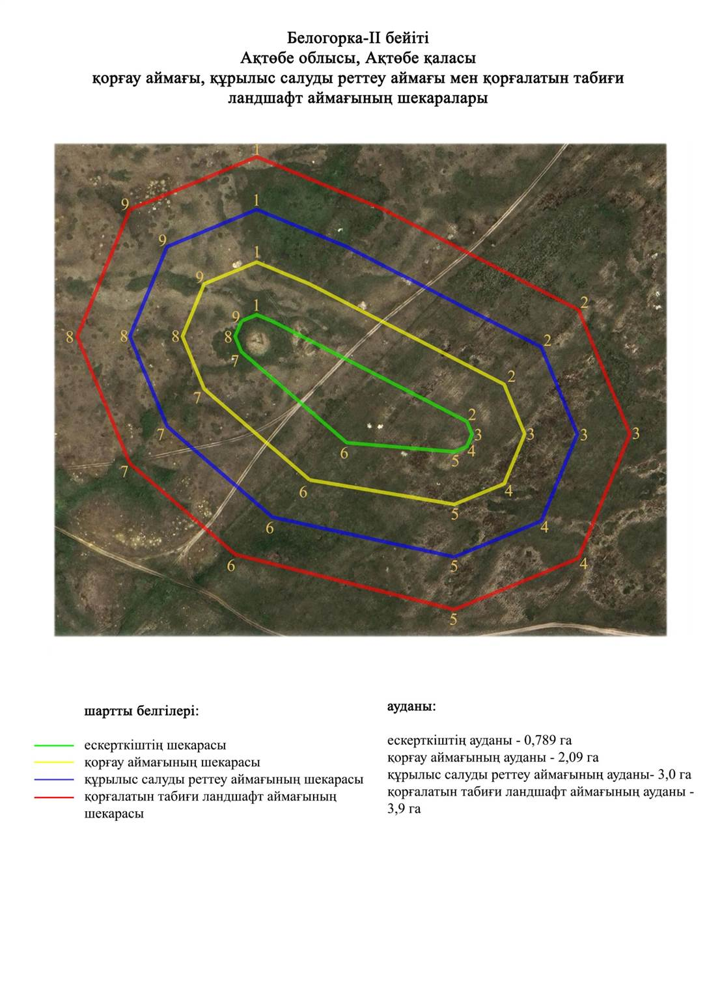 Белогорка-II бейіті
Ақтөбе облысы, Ақтөбе қаласы
қорғау аймағы, құрылыс салуды реттеу аймағы мен қорғалатын табиғи
ландшафт аймағының шекаралары
1
9
2
8
3
7
6
4
5
1
9
2
8
3
7
6
4
5
1
9
2
8
3
7
6
4
5
1
9
8
7
2
3
4
5
6
шартты белгілері:
ескерткіштің шекарасы
қорғау аймағының шекарасы
құрылыс салуды реттеу аймағының шекарасы
қорғалатын табиғи ландшафт аймағының
шекарасы
ауданы:
ескерткіштің ауданы - 0,789 га
қорғау аймағының ауданы - 2,09 га
құрылыс салуды реттеу аймағының ауданы- 3,0 га
қорғалатын табиғи ландшафт аймағының ауданы -
3,9 га